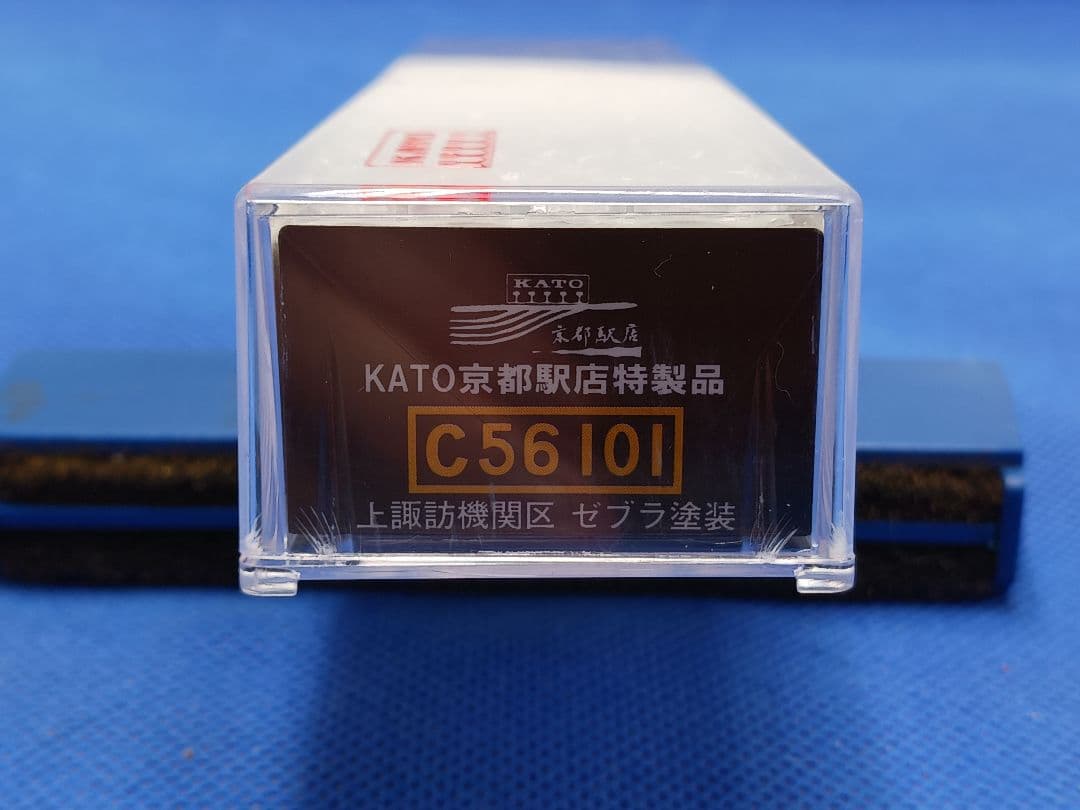 KATO
KATO
京都駅店
KATO京都駅店特製品
C56 101
上諏訪機関区 ゼブラ塗装